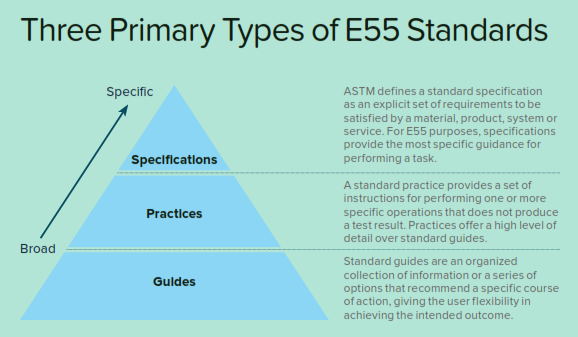 Three Primary Types of E55 Standards
Specific
Broad
Specifications
ASTM defines a standard specification
as an explicit set of requirements to be
satisfied by a material, product, system or
service. For E55 purposes, specifications
provide the most specific guidance for
performing a task.
Practices
A standard practice provides a set of
instructions for performing one or more
specific operations that does not produce
a test result. Practices offer a high level of
detail over standard guides.
Guides
Standard guides are an organized
collection of information or a series of
options that recommend a specific course
of action, giving the user flexibility in
achieving the intended outcome.